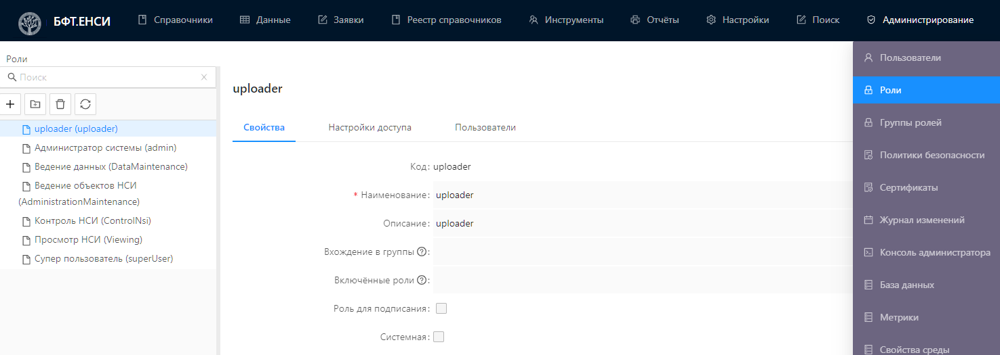 БФТ.ЕНСИ
Справочники
Данные
Заявки
Реестр справочников
Инструменты
Отчёты
Настройки
Поиск
Администрирование
Роли
Поиск
uploader (uploader)
Администратор системы (admin)
Ведение данных (DataMaintenance)
Ведение объектов НСИ
(AdministrationMaintenance)
Контроль НСИ (ControlNsi)
Просмотр НСИ (Viewing)
Супер пользователь (superUser)
uploader
Свойства
Настройки доступа
Пользователи
Код: uploader
* Наименование: uploader
Описание: uploader
Вхождение в группы ?:
Включённые роли ?:
Роль для подписания:
Системная:
Пользователи
Роли
Группы ролей
Политики безопасности
Сертификаты
Журнал изменений
Консоль администратора
База данных
Метрики
Свойства среды